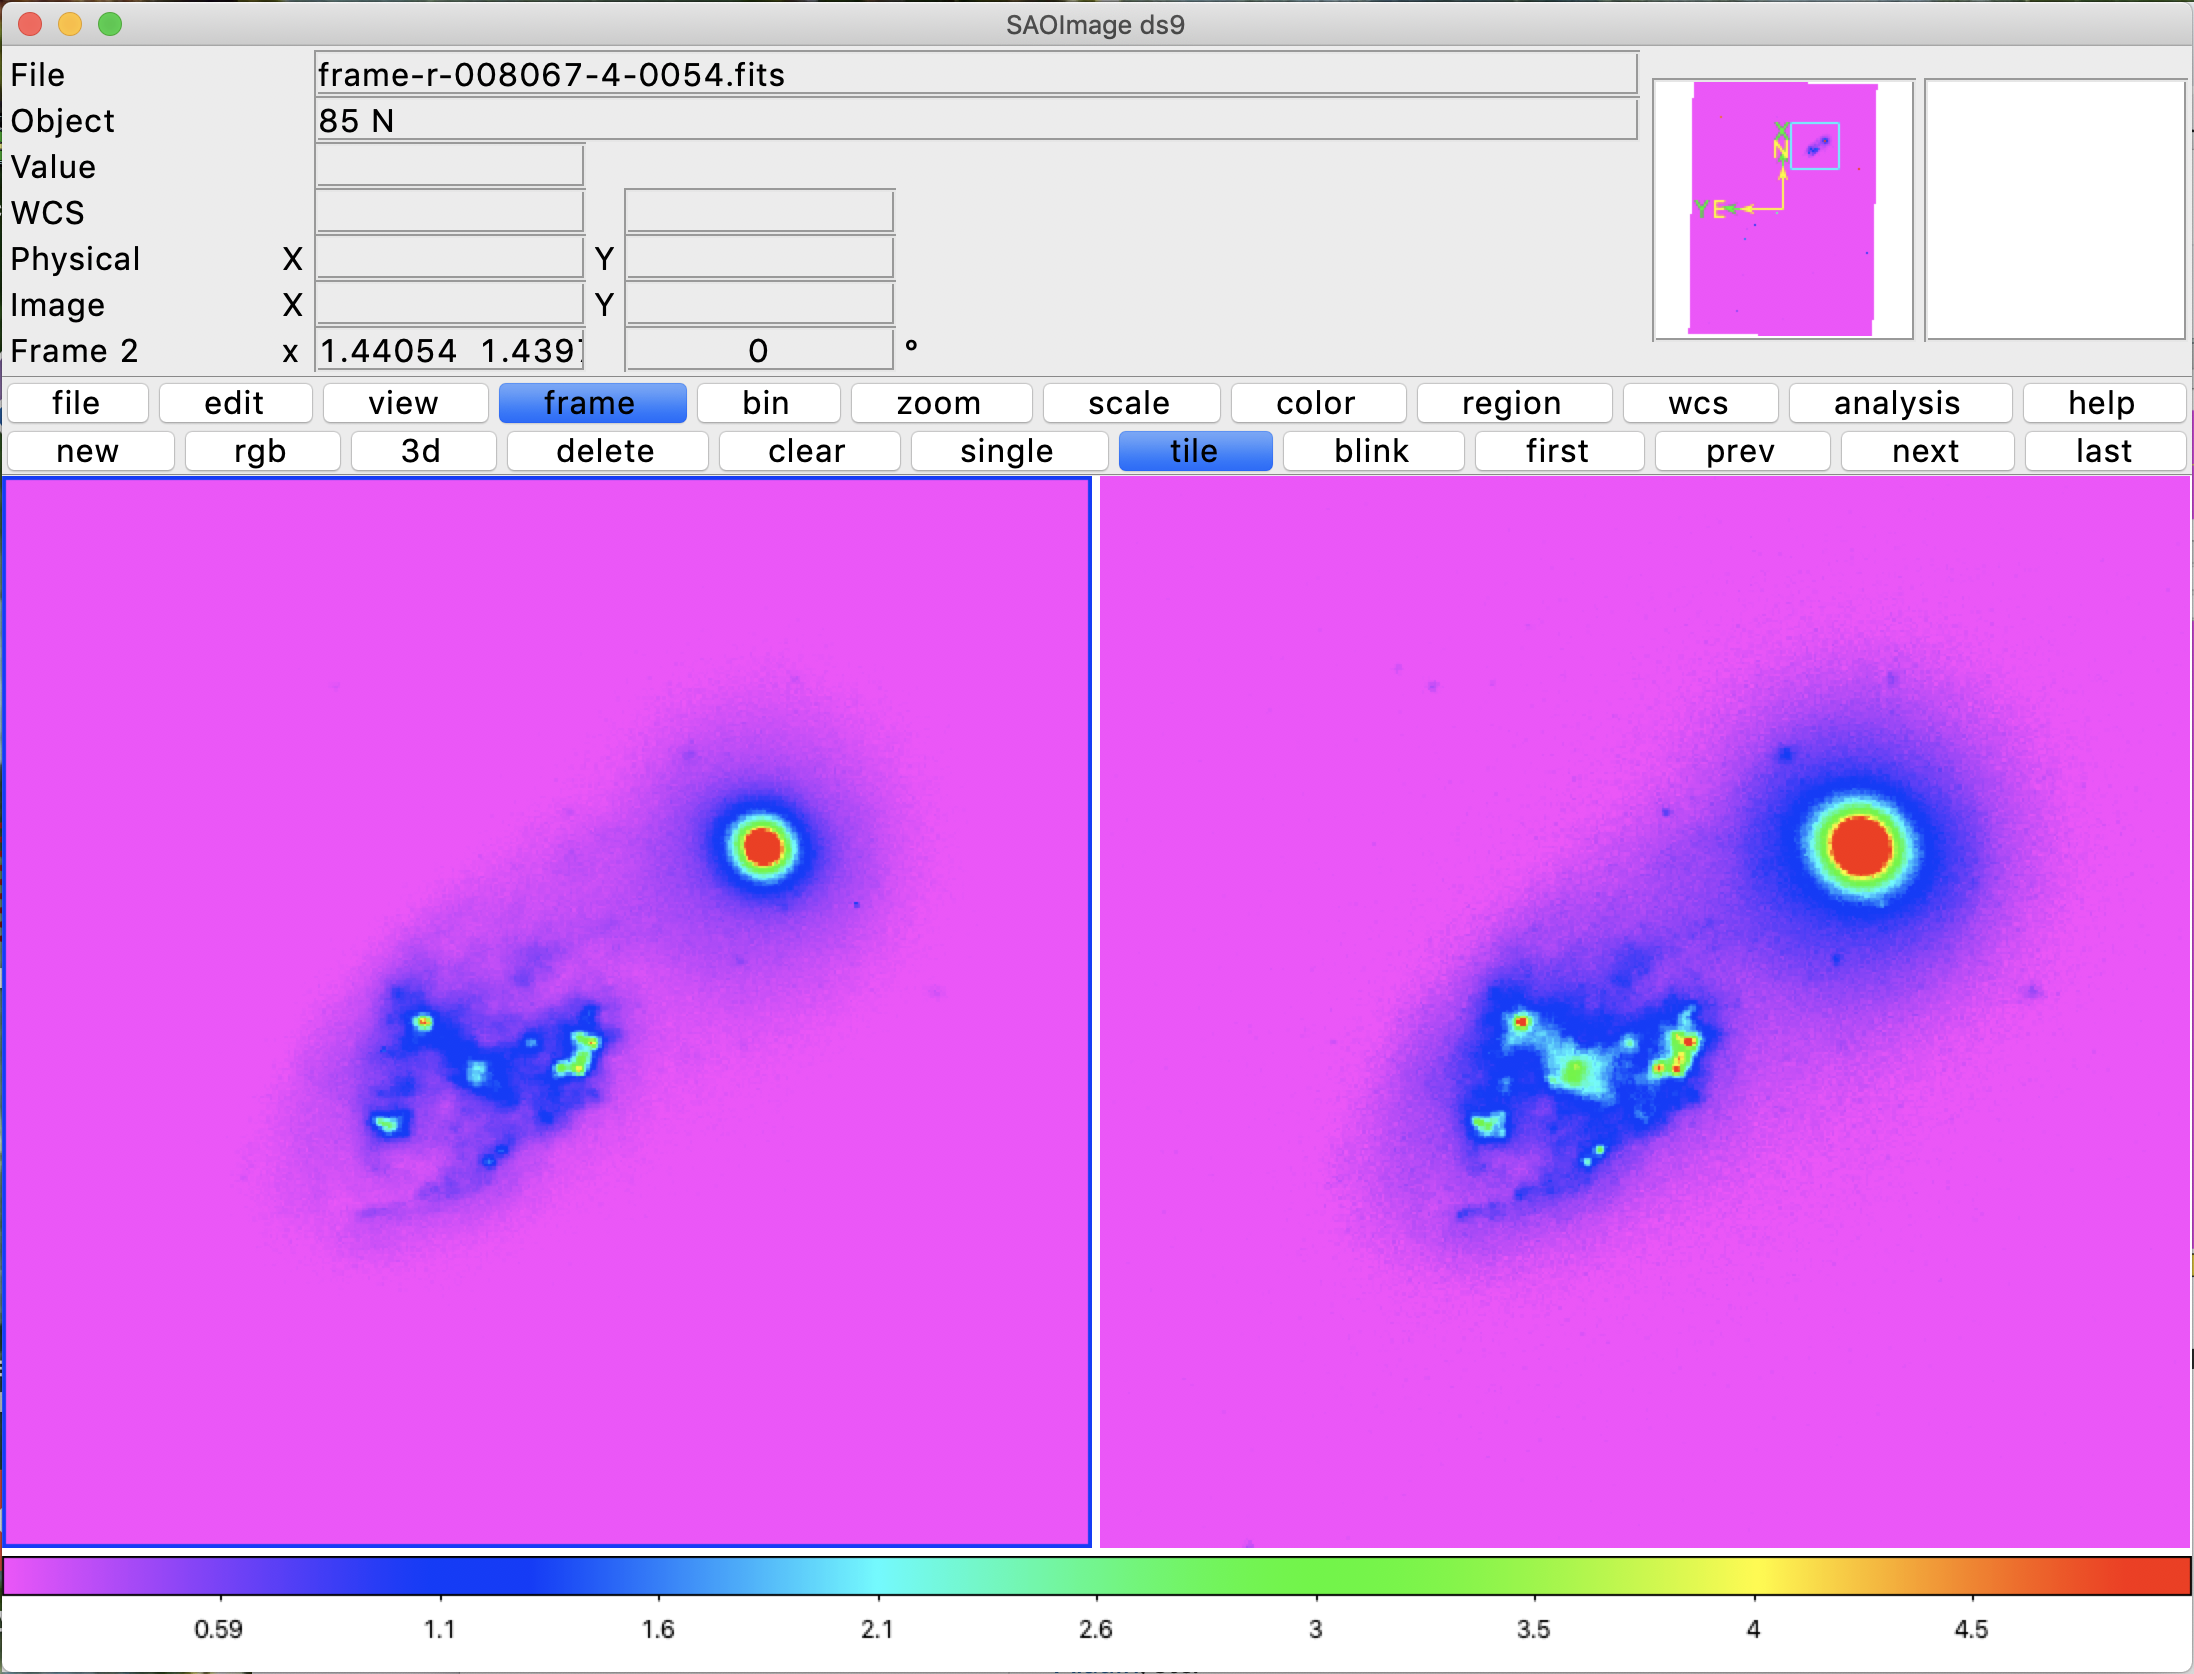 SAOImage ds9
File frame-r-008067-4-0054.fits
Object 85 N
Value
WCS
Physical X Y
Image X Y
Frame 2 x 1.44054 1.439 0 °
X
N
Y E
file edit view frame bin zoom scale color region wcs analysis help
new rgb 3d delete clear single tile blink first prev next last
0.59 1.1 1.6 2.1 2.6 3 3.5 4 4.5